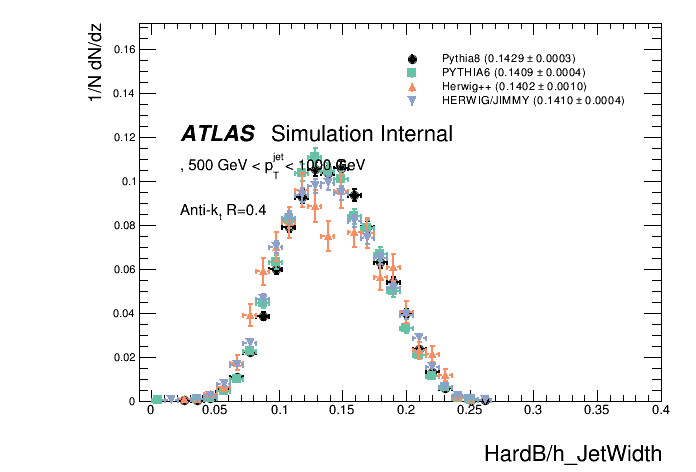 1/N dN/dz
0.16
0.14
0.12
0.1
0.08
0.06
0.04
0.02
0
Pythia8 (0.1429 ± 0.0003)
PYTHIA6 (0.1409 ± 0.0004)
Herwig++ (0.1402 ± 0.0010)
HERWIG/JIMMY (0.1410 ± 0.0004)
ATLAS Simulation Internal
, 500 GeV < p_T^jet < 1000 GeV
Anti-k_t R=0.4
0 0.05 0.1 0.15 0.2 0.25 0.3 0.35 0.4
HardB/h_JetWidth